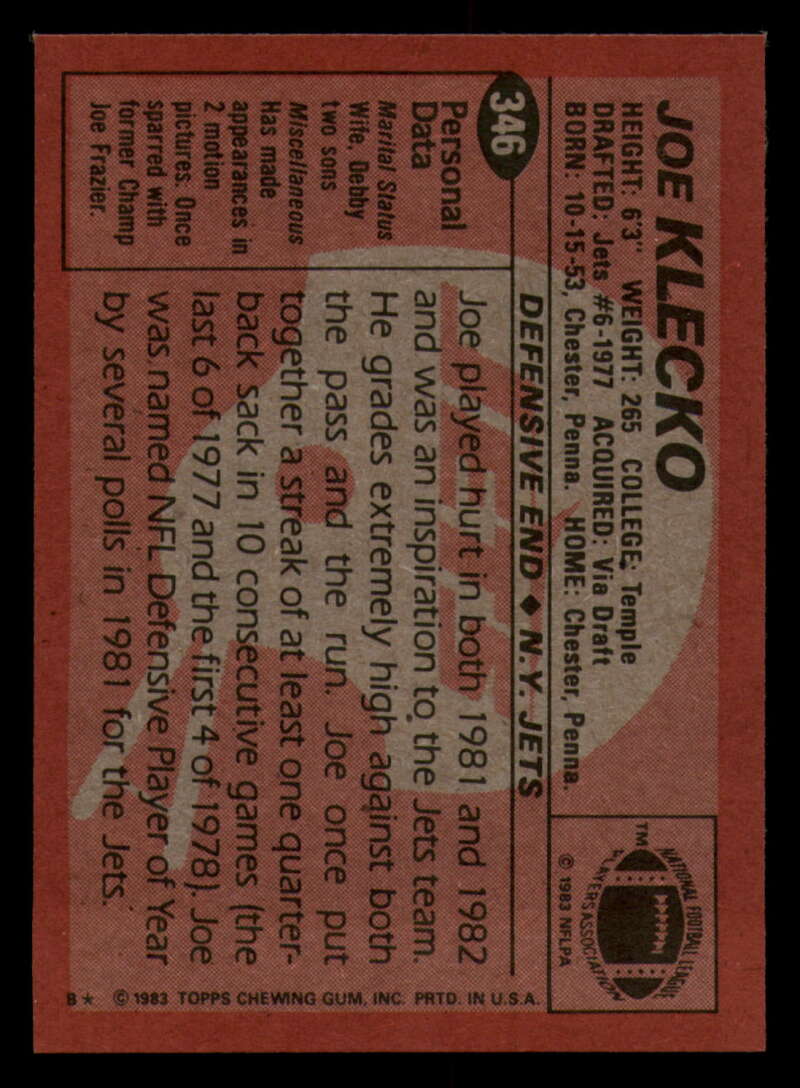 JOE KLECKO
HEIGHT: 6'3" WEIGHT: 265 COLLEGE: Temple
DRAFTED: Jets #6-1977 ACQUIRED: Via Draft
BORN: 10-15-53, Chester, Penna. HOME: Chester, Penna.
TM
NATIONAL FOOTBALL LEAGUE
PLAYERS ASSOCIATION
© 1983 NFLPA
346
DEFENSIVE END ♦ N.Y. JETS
Personal
Data
Marital Status
Wife, Debby
two sons
Miscellaneous
Has made
appearances in
2 motion
pictures. Once
sparred with
former Champ
Joe Frazier.
Joe played hurt in both 1981 and 1982
and was an inspiration to the Jets team.
He grades extremely high against both
the pass and the run. Joe once put
together a streak of at least one quarter-
back sack in 10 consecutive games (the
last 6 of 1977 and the first 4 of 1978). Joe
was named NFL Defensive Player of Year
by several polls in 1981 for the Jets.
B★ © 1983 TOPPS CHEWING GUM, INC. PRTD. IN U.S.A.